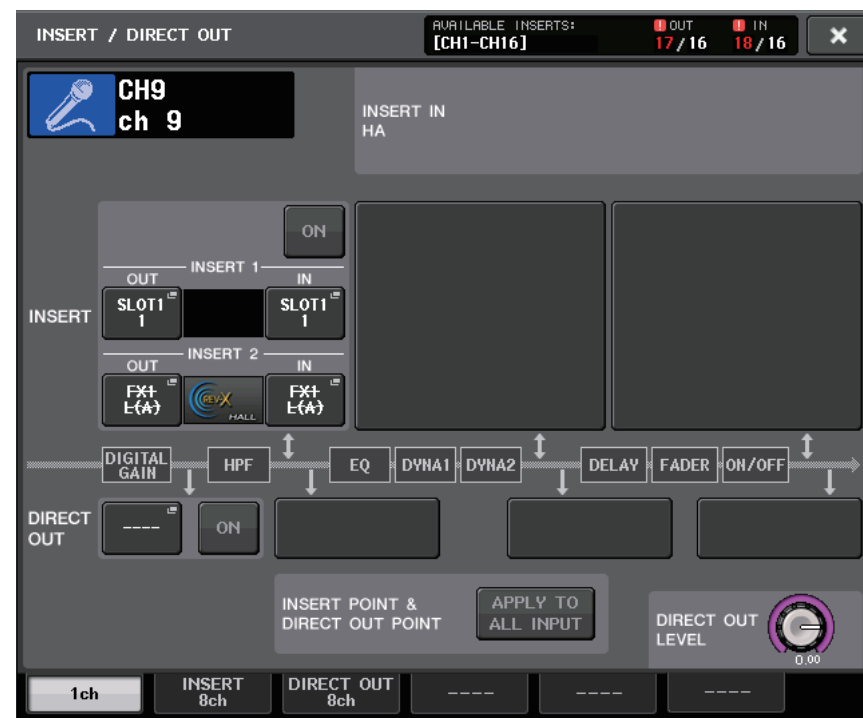 INSERT / DIRECT OUT
AVAILABLE INSERTS:
[CH1-CH16]
! OUT
17/16
! IN
18/16
×
CH9
ch 9
INSERT IN
HA
ON
INSERT 1
OUT
IN
INSERT
SLOT1
1
SLOT1
1
INSERT 2
OUT
IN
FX1
L(A)
REV-X
HALL
FX1
L(A)
DIGITAL
GAIN
HPF
EQ
DYNA1
DYNA2
DELAY
FADER
ON/OFF
DIRECT
OUT
----
ON
INSERT POINT &
DIRECT OUT POINT
APPLY TO
ALL INPUT
DIRECT OUT
LEVEL
0.00
1ch
INSERT
8ch
DIRECT OUT
8ch
----
----
----